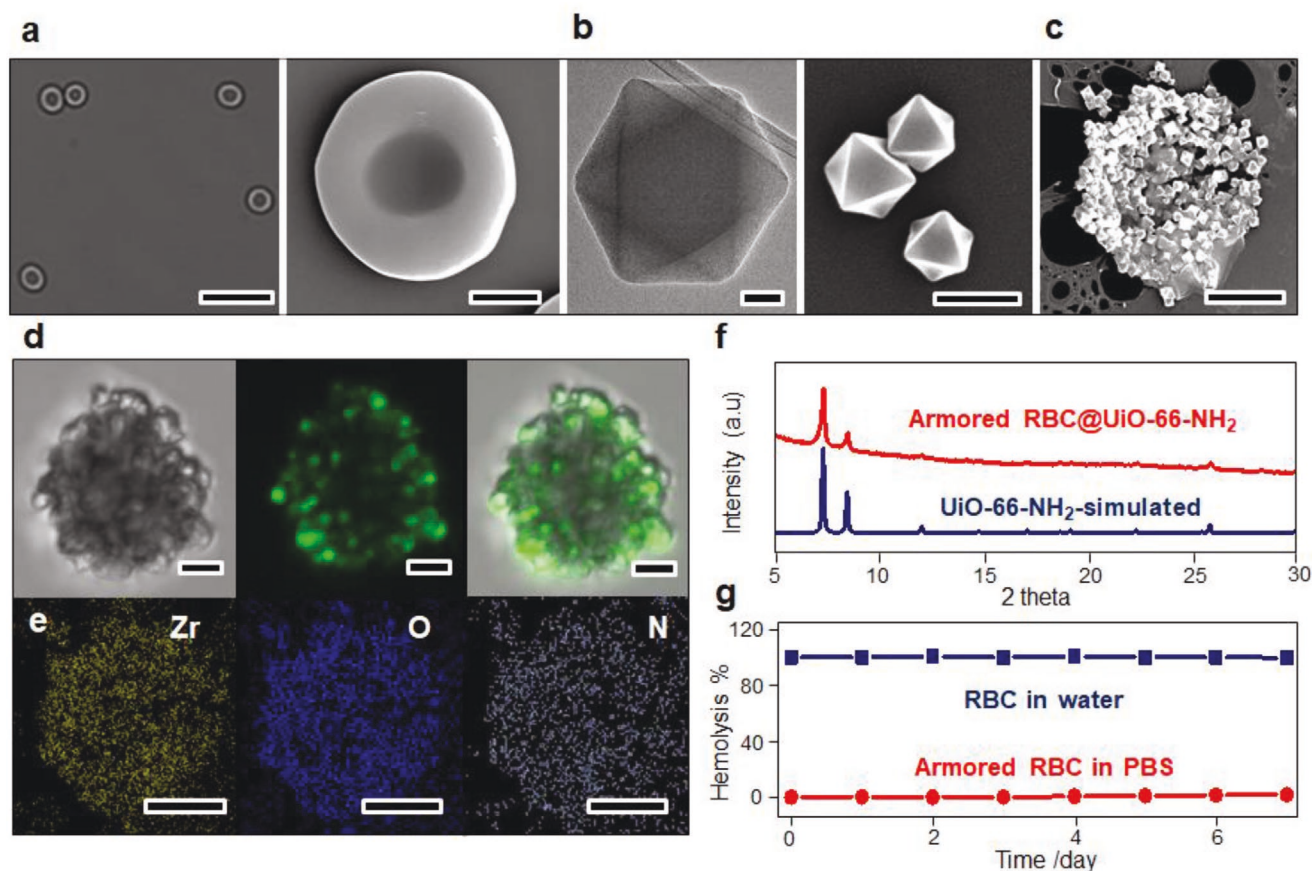 a
b
c
d
e
Zr
O
N
f
Intensity (a.u)
Armored RBC@UiO-66-NH₂
UiO-66-NH₂-simulated
5 10 15 20 25 30
2 theta
g
Hemolysis %
120
80
40
0
RBC in water
Armored RBC in PBS
0 2 4 6
Time /day